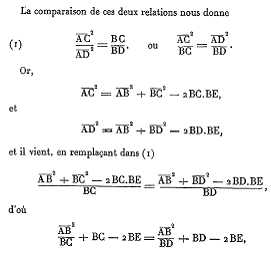 La comparaison de ces deux relations nous donne
(1) $\frac{\overline{AC}^2}{\overline{AD}^2} = \frac{BC}{BD}$, ou $\frac{\overline{AC}^2}{BC} = \frac{\overline{AD}^2}{BD}$.
Or,
$\overline{AC}^2 = \overline{AB}^2 + \overline{BC}^2 - 2BC.BE,$
et
$\overline{AD}^2 = \overline{AB}^2 + \overline{BD}^2 - 2BD.BE,$
et il vient, en remplaçant dans (1)
$\frac{\overline{AB}^2 + \overline{BC}^2 - 2BC.BE}{BC} = \frac{\overline{AB}^2 + \overline{BD}^2 - 2BD.BE}{BD},$
d'où
$\frac{\overline{AB}^2}{BC} + BC - 2BE = \frac{\overline{AB}^2}{BD} + BD - 2BE,$